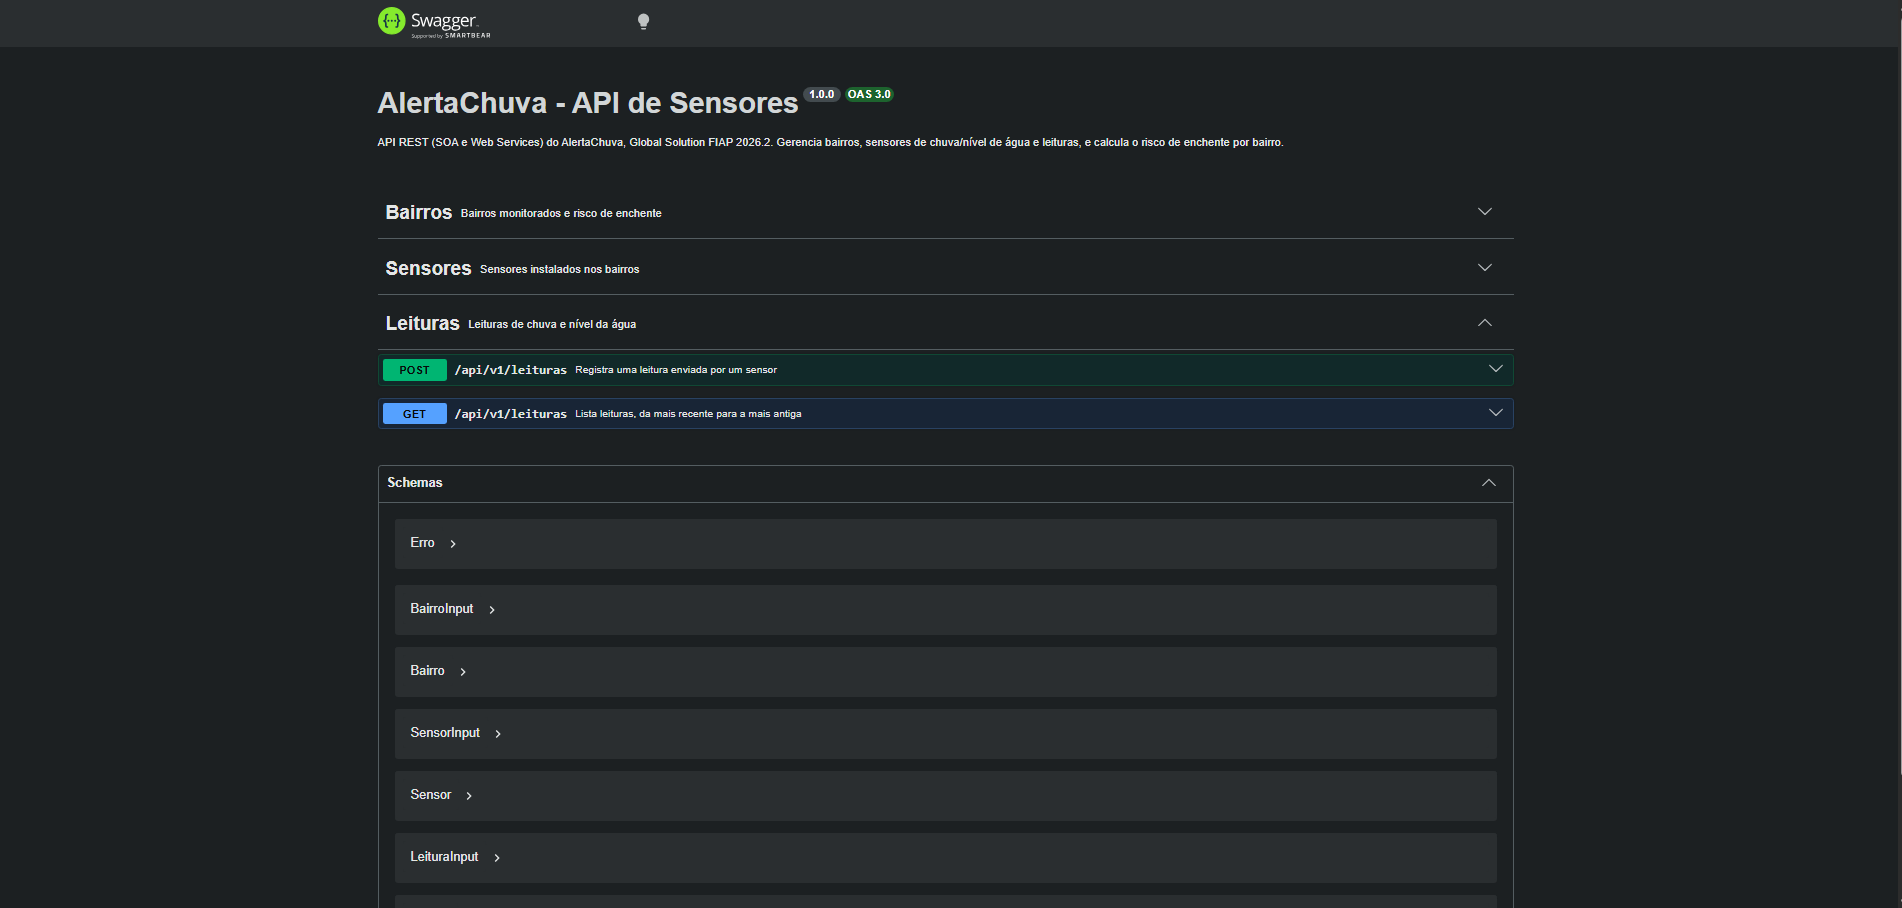 Swagger
Supported by SMARTBEAR
AlertaChuva - API de Sensores 1.0.0 OAS 3.0
API REST (SOA e Web Services) do AlertaChuva, Global Solution FIAP 2026.2. Gerencia bairros, sensores de chuva/nível de água e leituras, e calcula o risco de enchente por bairro.
Bairros Bairros monitorados e risco de enchente
Sensores Sensores instalados nos bairros
Leituras Leituras de chuva e nível da água
POST /api/v1/leituras Registra uma leitura enviada por um sensor
GET /api/v1/leituras Lista leituras, da mais recente para a mais antiga
Schemas
Erro
BairroInput
Bairro
SensorInput
Sensor
LeituraInput